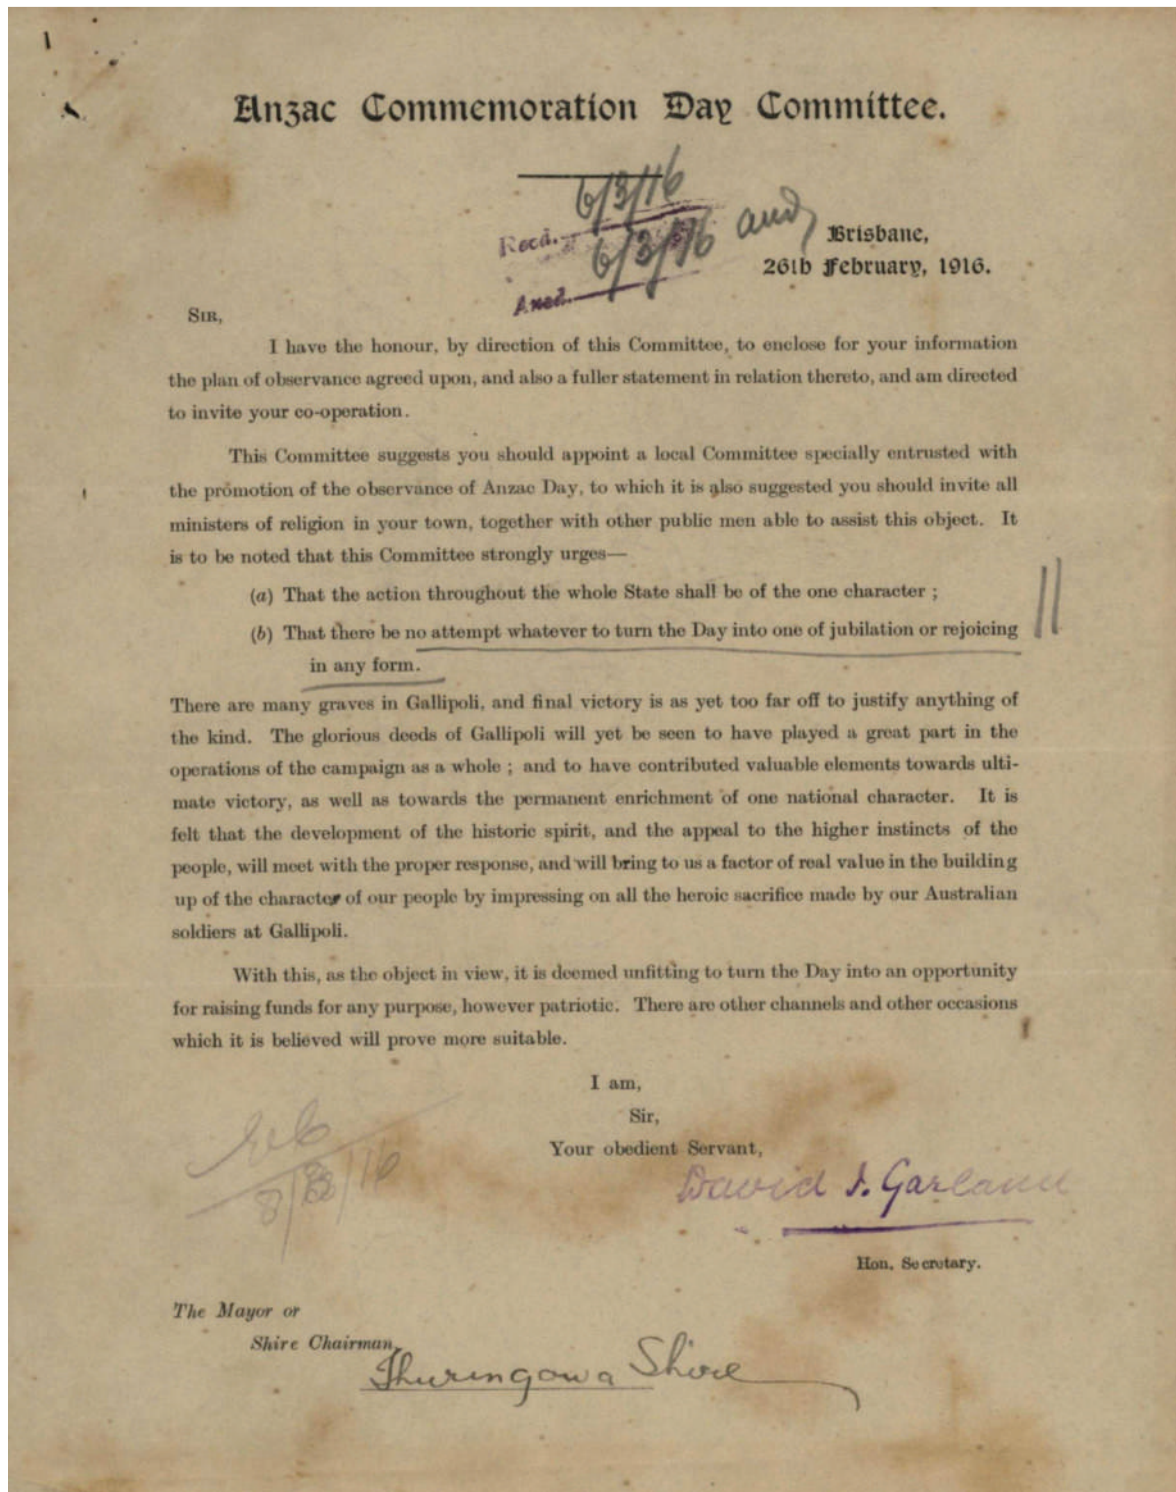 Anzac Commemoration Day Committee.
6/3/16
Recd.
and
6/3/16
Ansd.
Brisbane,
26th February, 1916.
SIR,
I have the honour, by direction of this Committee, to enclose for your information
the plan of observance agreed upon, and also a fuller statement in relation thereto, and am directed
to invite your co-operation.
This Committee suggests you should appoint a local Committee specially entrusted with
the promotion of the observance of Anzac Day, to which it is also suggested you should invite all
ministers of religion in your town, together with other public men able to assist this object. It
is to be noted that this Committee strongly urges—
(a) That the action throughout the whole State shall be of the one character ;
(b) That there be no attempt whatever to turn the Day into one of jubilation or rejoicing
in any form.
There are many graves in Gallipoli, and final victory is as yet too far off to justify anything of
the kind. The glorious deeds of Gallipoli will yet be seen to have played a great part in the
operations of the campaign as a whole ; and to have contributed valuable elements towards ulti-
mate victory, as well as towards the permanent enrichment of one national character. It is
felt that the development of the historic spirit, and the appeal to the higher instincts of the
people, will meet with the proper response, and will bring to us a factor of real value in the building
up of the character of our people by impressing on all the heroic sacrifice made by our Australian
soldiers at Gallipoli.
With this, as the object in view, it is deemed unfitting to turn the Day into an opportunity
for raising funds for any purpose, however patriotic. There are other channels and other occasions
which it is believed will prove more suitable.
I am,
Sir,
Your obedient Servant,
David J. Garland
Hon. Secretary.
8/3/16
The Mayor or
Shire Chairman,
Thuringowa Shire